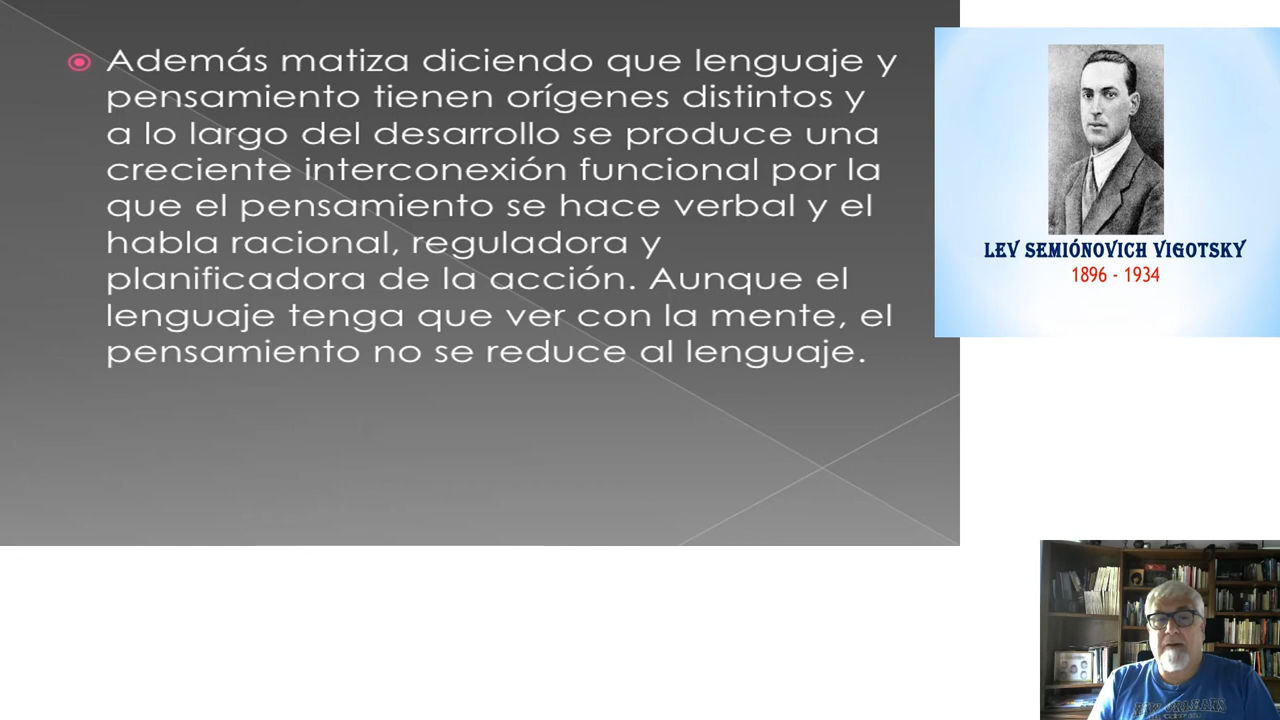 Además matiza diciendo que lenguaje y
pensamiento tienen orígenes distintos y
a lo largo del desarrollo se produce una
creciente interconexión funcional por la
que el pensamiento se hace verbal y el
habla racional, reguladora y
planificadora de la acción. Aunque el
lenguaje tenga que ver con la mente, el
pensamiento no se reduce al lenguaje.
LEV SEMIÓNOVICH VIGOTSKY
1896 - 1934
NEW ORLEANS